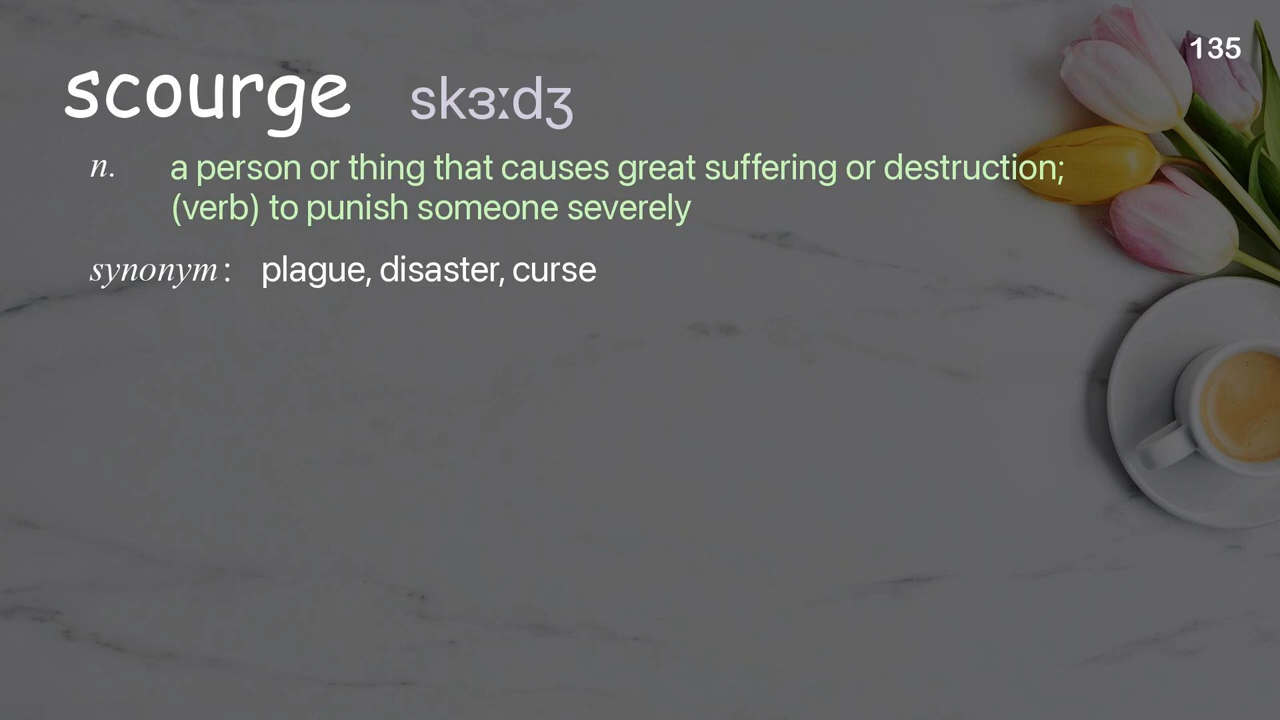 135
scourge skɜːdʒ
n. a person or thing that causes great suffering or destruction;
(verb) to punish someone severely
synonym: plague, disaster, curse